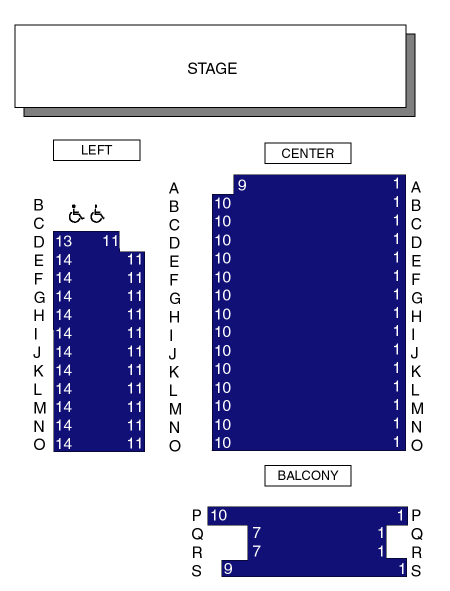 STAGE
LEFT
CENTER
A 9 1 A
B B 10 1 B
C C 10 1 C
D 13 11 D 10 1 D
E 14 11 E 10 1 E
F 14 11 F 10 1 F
G 14 11 G 10 1 G
H 14 11 H 10 1 H
I 14 11 I 10 1 I
J 14 11 J 10 1 J
K 14 11 K 10 1 K
L 14 11 L 10 1 L
M 14 11 M 10 1 M
N 14 11 N 10 1 N
O 14 11 O 10 1 O
BALCONY
P 10 1 P
Q 7 1 Q
R 7 1 R
S 9 1 S